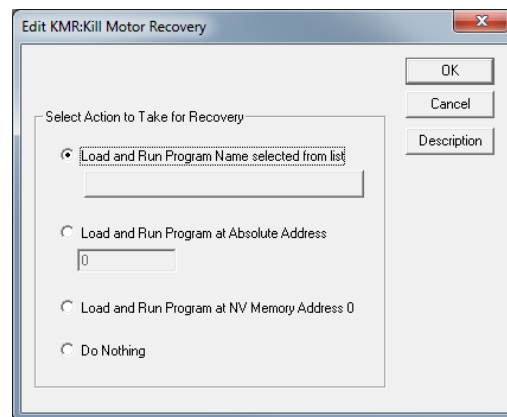 Edit KMR:Kill Motor Recovery
OK
Cancel
Description
Select Action to Take for Recovery
Load and Run Program Name selected from list
Load and Run Program at Absolute Address
0
Load and Run Program at NV Memory Address 0
Do Nothing